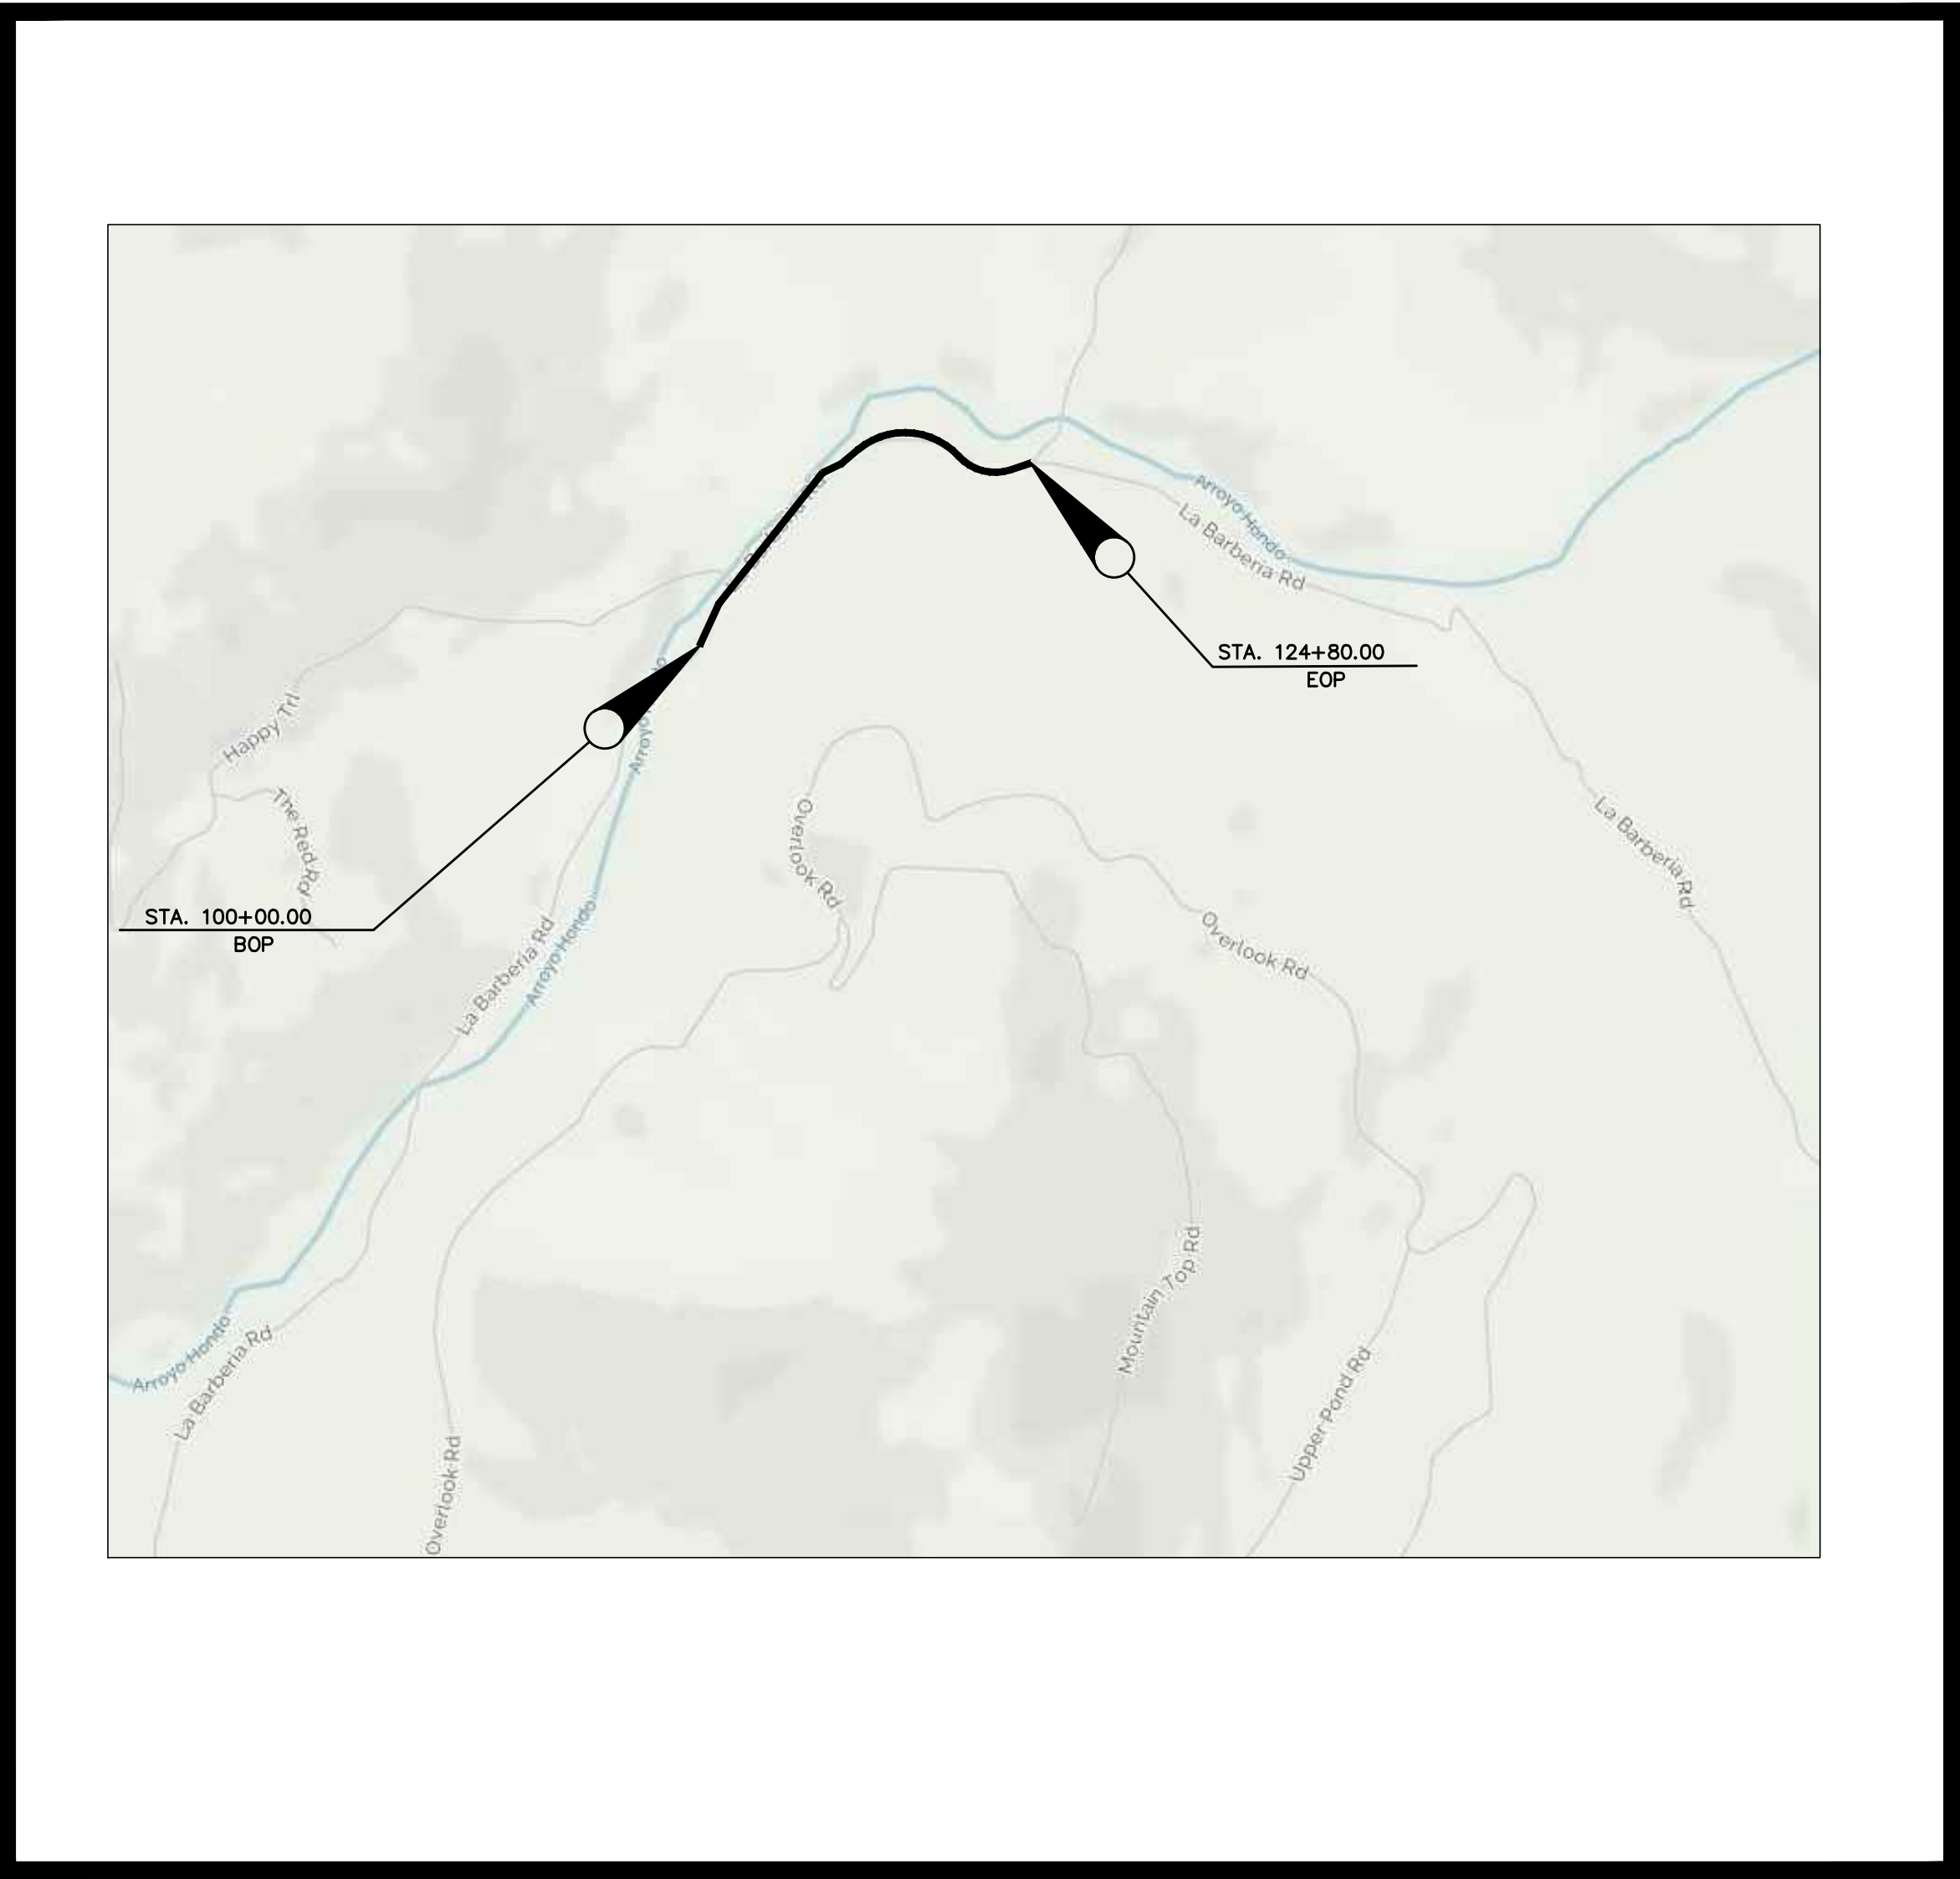 Arroyo Hondo
La Barberia Rd
STA. 124+80.00
EOP
Happy Trl
The Red Rd
Arroyo
Overlook Rd
La Barberia Rd
STA. 100+00.00
BOP
La Barberia Rd
Arroyo Hondo
Overlook Rd
Mountain Top Rd
Arroyo Hondo
La Barberia Rd
Upper Pond Rd
Overlook Rd